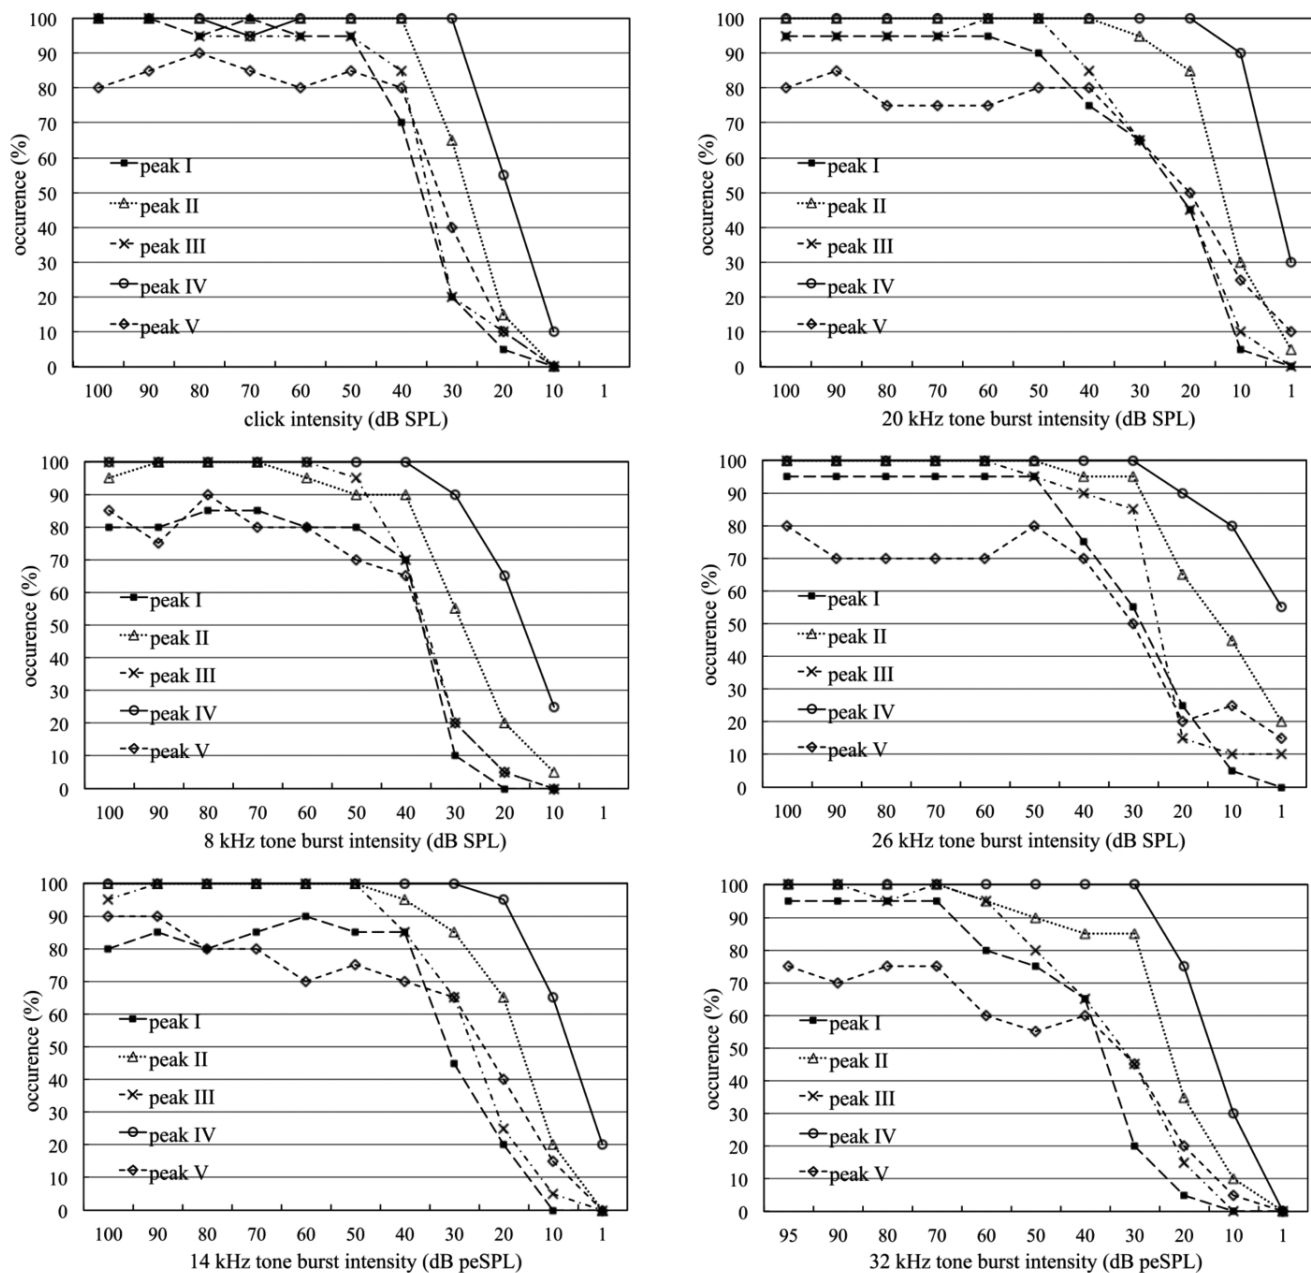 100
90
80
70
60
50
40
30
20
10
0
occurence (%)
peak I
peak II
peak III
peak IV
peak V
100 90 80 70 60 50 40 30 20 10 1
click intensity (dB SPL)
100
90
80
70
60
50
40
30
20
10
0
occurence (%)
peak I
peak II
peak III
peak IV
peak V
100 90 80 70 60 50 40 30 20 10 1
20 kHz tone burst intensity (dB SPL)
100
90
80
70
60
50
40
30
20
10
0
occurence (%)
peak I
peak II
peak III
peak IV
peak V
100 90 80 70 60 50 40 30 20 10 1
8 kHz tone burst intensity (dB SPL)
100
90
80
70
60
50
40
30
20
10
0
occurence (%)
peak I
peak II
peak III
peak IV
peak V
100 90 80 70 60 50 40 30 20 10 1
26 kHz tone burst intensity (dB SPL)
100
90
80
70
60
50
40
30
20
10
0
occurence (%)
peak I
peak II
peak III
peak IV
peak V
100 90 80 70 60 50 40 30 20 10 1
14 kHz tone burst intensity (dB peSPL)
100
90
80
70
60
50
40
30
20
10
0
occurence (%)
peak I
peak II
peak III
peak IV
peak V
95 90 80 70 60 50 40 30 20 10 1
32 kHz tone burst intensity (dB peSPL)